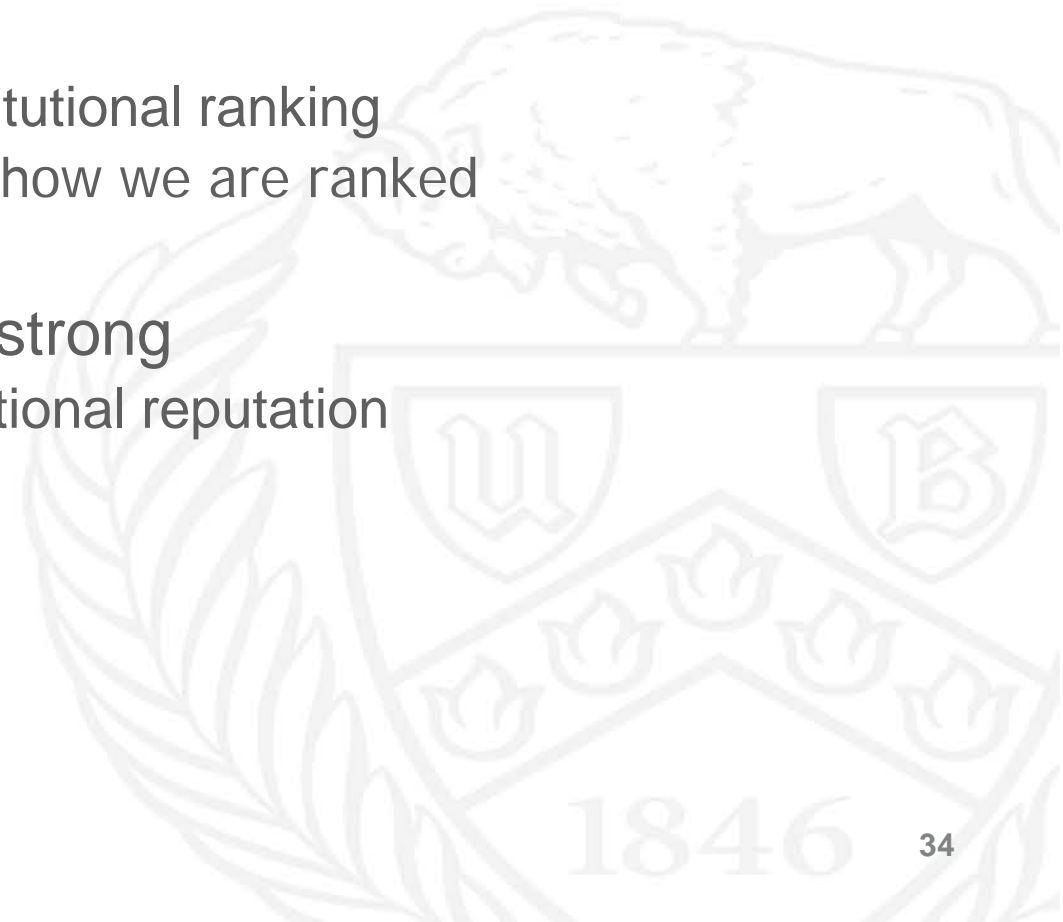 tutional ranking
how we are ranked
strong
tional reputation
U B
1846
34